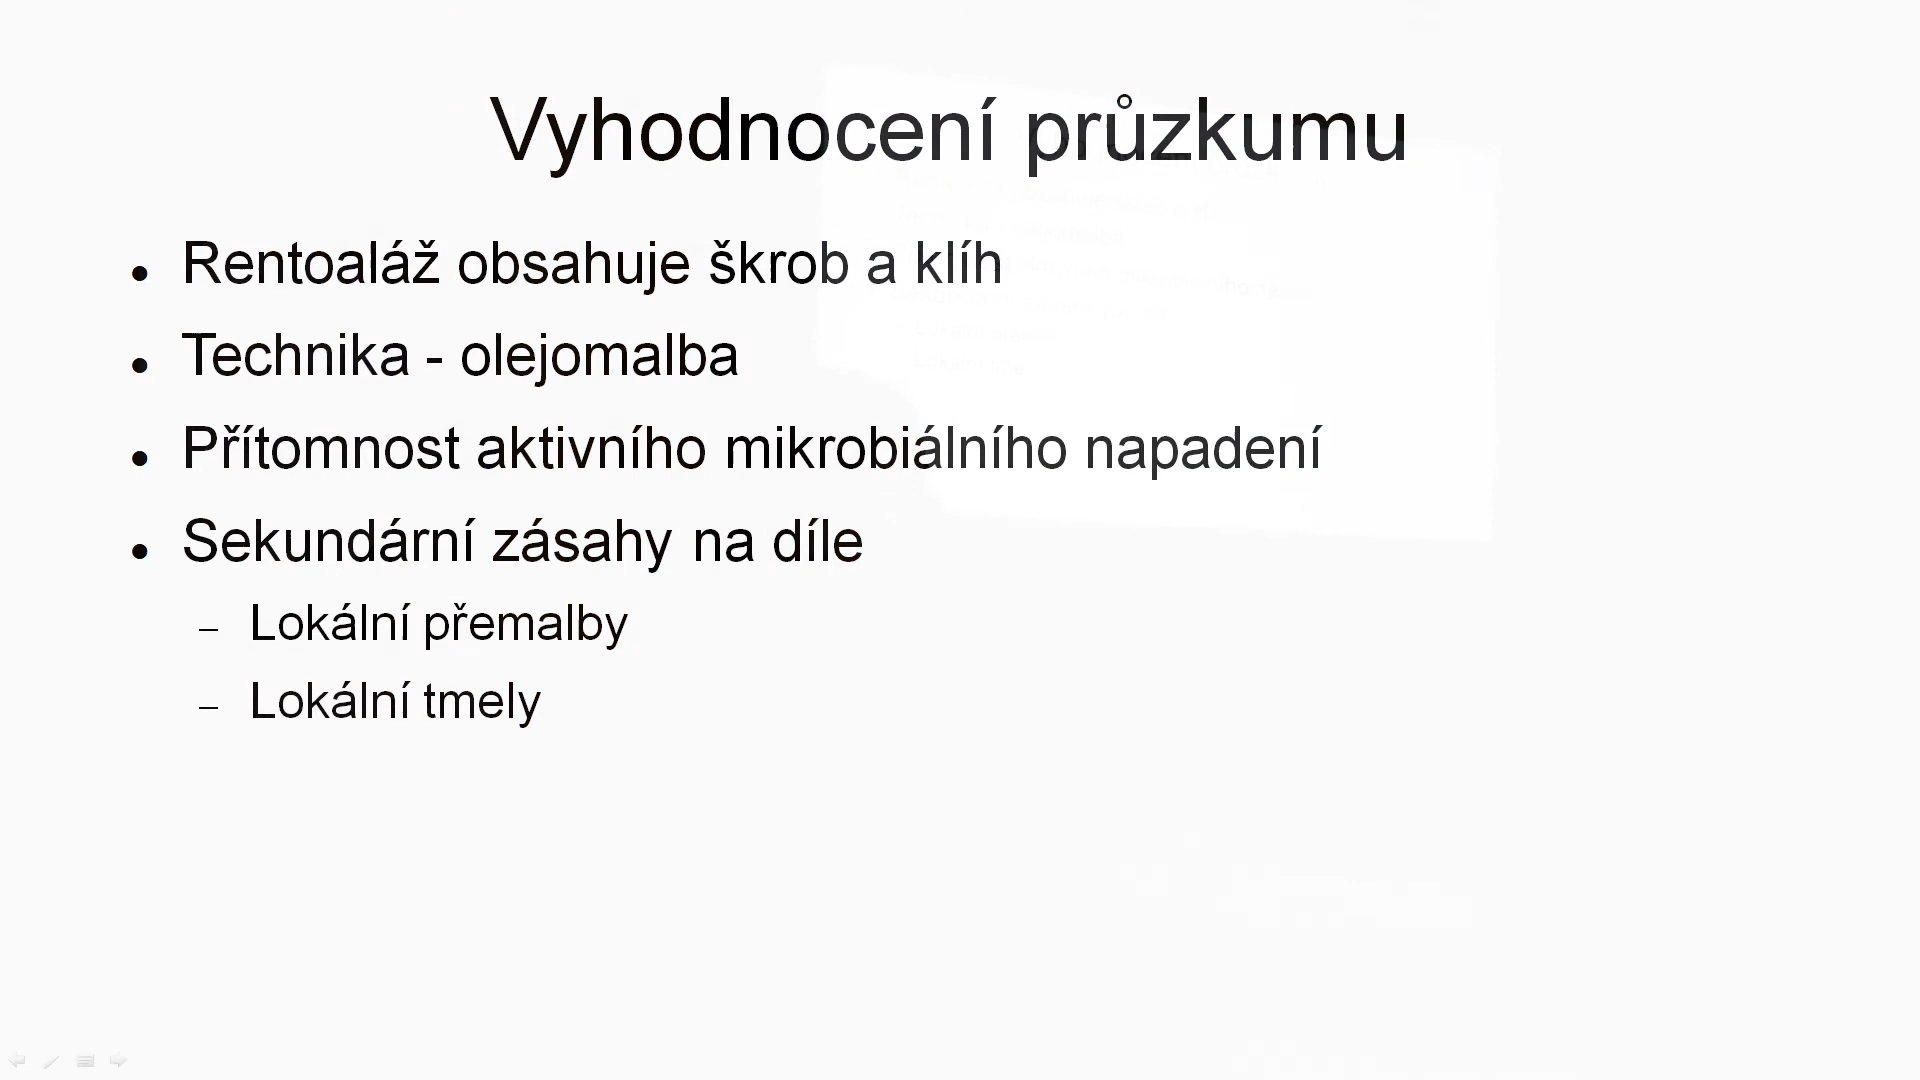 Vyhodnocení průzkumu
Rentoaláž obsahuje škrob a klíh
Technika - olejomalba
Přítomnost aktivního mikrobiálního napadení
Sekundární zásahy na díle
Lokální přemalby
Lokální tmely